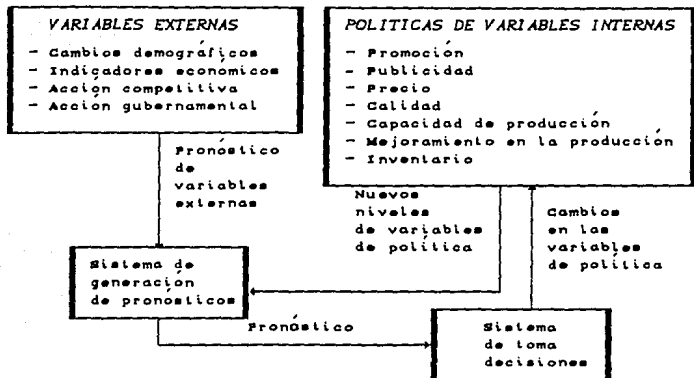 VARIABLES EXTERNAS
- Cambios demográficos
- Indicadores económicos
- Acción competitiva
- Acción gubernamental
POLITICAS DE VARIABLES INTERNAS
- Promoción
- Publicidad
- Precio
- Calidad
- Capacidad de producción
- Mejoramiento en la producción
- Inventario
Pronóstico
de
variables
externas
Nuevos
niveles
de variables
de política
Cambios
en las
variables
de política
Sistema de
generación
de pronósticos
Pronóstico
Sistema
de toma
decisiones